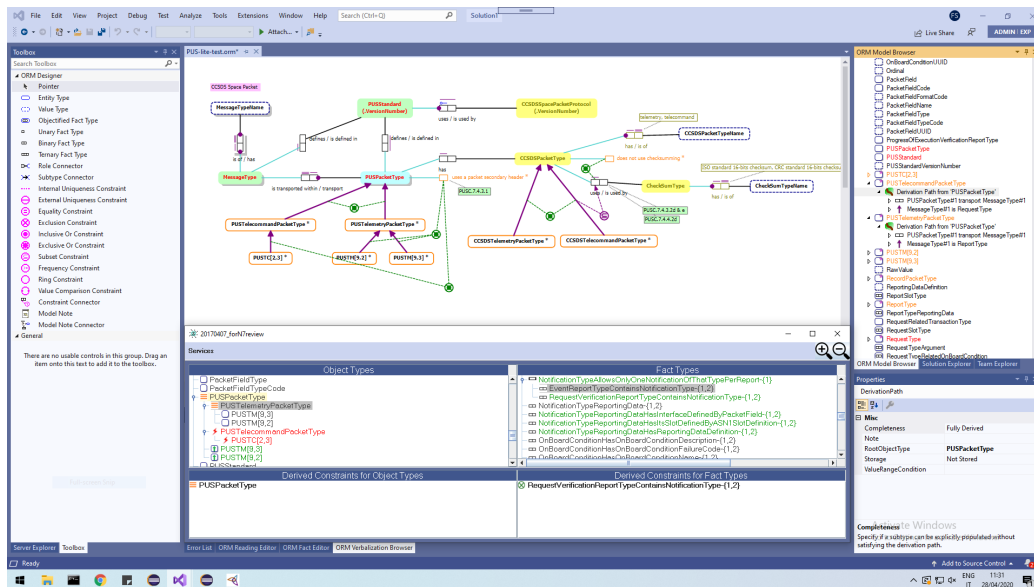 File Edit View Project Debug Test Analyze Tools Extensions Window Help Search (Ctrl+Q) Solution1 FS
Attach... Live Share ADMIN EXP
Toolbox
Search Toolbox
ORM Designer
Pointer
Entity Type
Value Type
Objectified Fact Type
Unary Fact Type
Binary Fact Type
Ternary Fact Type
Role Connector
Subtype Connector
Internal Uniqueness Constraint
External Uniqueness Constraint
Equality Constraint
Exclusion Constraint
Inclusive Or Constraint
Exclusive Or Constraint
Subset Constraint
Frequency Constraint
Ring Constraint
Value Comparison Constraint
Constraint Connector
Model Note
Model Note Connector
General
There are no usable controls in this group. Drag an
item onto this text to add it to the toolbox.
Server Explorer Toolbox
PUS-lite-test.orm*
CCSDS Space Packet
MessageTypeName
PUSStandard
(.VersionNumber)
CCSDSSpacePacketProtocol
(.VersionNumber)
uses / is used by
{telemetry, telecommand}
CCSDSPacketTypeName
has / is of
defines / is defined in
defines / is defined in
is of / has
CCSDSPacketType
does not use checksumming *
has
MessageType
PUSPacketType
uses a packet secondary header *
is transported within / transport
PUSC.7.4.3.1
{ISO standard 16-bits checksum, CRC standard 16-bits checksum}
CheckSumType
CheckSumTypeName
uses / is used by
has / is of
PUSC.7.4.3.2d & e
PUSC.7.4.4.2d
PUSTelecommandPacketType *
PUSTelemetryPacketType *
CCSDSTelemetryPacketType *
CCSDSTelecommandPacketType *
PUSTC[2,3] *
PUSTM[9,2] *
PUSTM[9,3] *
20170407_forN7review
Services
Object Types
PacketFieldType
PacketFieldTypeCode
PUSPacketType
PUSTelemetryPacketType
PUSTM[9,3]
PUSTM[9,2]
PUSTelecommandPacketType
PUSTC[2,3]
PUSTM[9,3]
PUSTM[9,2]
PUSStandard
Fact Types
NotificationTypeAllowsOnlyOneNotificationOfThatTypePerReport-{1}
EventReportTypeContainsNotificationType-{1,2}
RequestVerificationReportTypeContainsNotificationType-{1,2}
NotificationTypeReportingData-{1,2}
NotificationTypeReportingDataHasInterfaceDefinedByPacketField-{1,2}
NotificationTypeReportingDataHasItsSlotDefinedByASN1SlotDefinition-{1,2}
NotificationTypeReportingDataHasReportingDataDefinition-{1,2}
OnBoardConditionHasOnBoardConditionDescription-{1,2}
OnBoardConditionHasOnBoardConditionFailureCode-{1,2}
OnBoardConditionHasOnBoardConditionName-{1,2}
Derived Constraints for Object Types
PUSPacketType
Derived Constraints for Fact Types
RequestVerificationReportTypeContainsNotificationType-{1,2}
Error List ORM Reading Editor ORM Fact Editor ORM Verbalization Browser
ORM Model Browser
OnBoardConditionUUID
Ordinal
PacketField
PacketFieldCode
PacketFieldFormatCode
PacketFieldName
PacketFieldType
PacketFieldTypeCode
PacketFieldUUID
ProgressOfExecutionVerificationReportType
PUSPacketType
PUSStandard
PUSStandardVersionNumber
PUSTC[2,3]
PUSTelecommandPacketType
Derivation Path from 'PUSPacketType'
PUSPacketType#1 transport MessageType#1
MessageType#1 is RequestType
PUSTelemetryPacketType
Derivation Path from 'PUSPacketType'
PUSPacketType#1 transport MessageType#1
MessageType#1 is ReportType
PUSTM[9,2]
PUSTM[9,3]
RawValue
RecordPacketType
ReportingDataDefinition
ReportSlotType
ReportType
ReportTypeReportingData
RequestRelatedTransactionType
RequestSlotType
RequestType
RequestTypeArgument
RequestTypeRelatedOnBoardCondition
ORM Model Browser Solution Explorer Team Explorer
Properties
DerivationPath
Misc
Completeness Fully Derived
Note
RootObjectType PUSPacketType
Storage Not Stored
ValueRangeCondition
Completeness
Activate Windows
Specify if a subtype can be explicitly populated without
satisfying the derivation path.
Ready
Add to Source Control
ENG 11:31
IT 28/04/2020